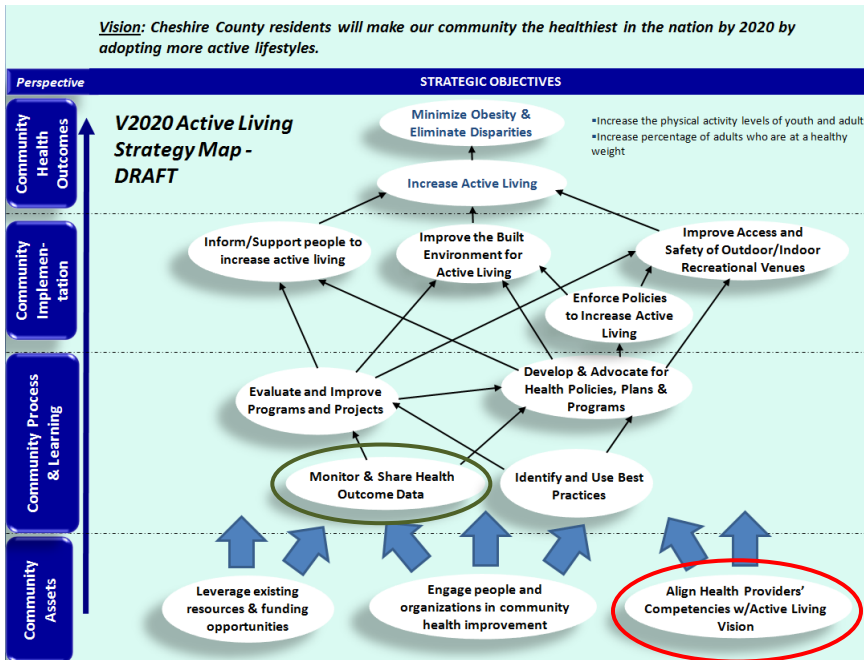 Vision: Cheshire County residents will make our community the healthiest in the nation by 2020 by
adopting more active lifestyles.
Perspective
STRATEGIC OBJECTIVES
Community
Health
Outcomes
V2020 Active Living
Strategy Map -
DRAFT
Minimize Obesity &
Eliminate Disparities
▪Increase the physical activity levels of youth and adult
▪Increase percentage of adults who are at a healthy
weight
Increase Active Living
Community
Implemen-
tation
Inform/Support people to
increase active living
Improve the Built
Environment for
Active Living
Improve Access and
Safety of Outdoor/Indoor
Recreational Venues
Enforce Policies
to Increase Active
Living
Community Process
& Learning
Evaluate and Improve
Programs and Projects
Develop & Advocate for
Health Policies, Plans &
Programs
Monitor & Share Health
Outcome Data
Identify and Use Best
Practices
Community
Assets
Leverage existing
resources & funding
opportunities
Engage people and
organizations in community
health improvement
Align Health Providers'
Competencies w/Active Living
Vision